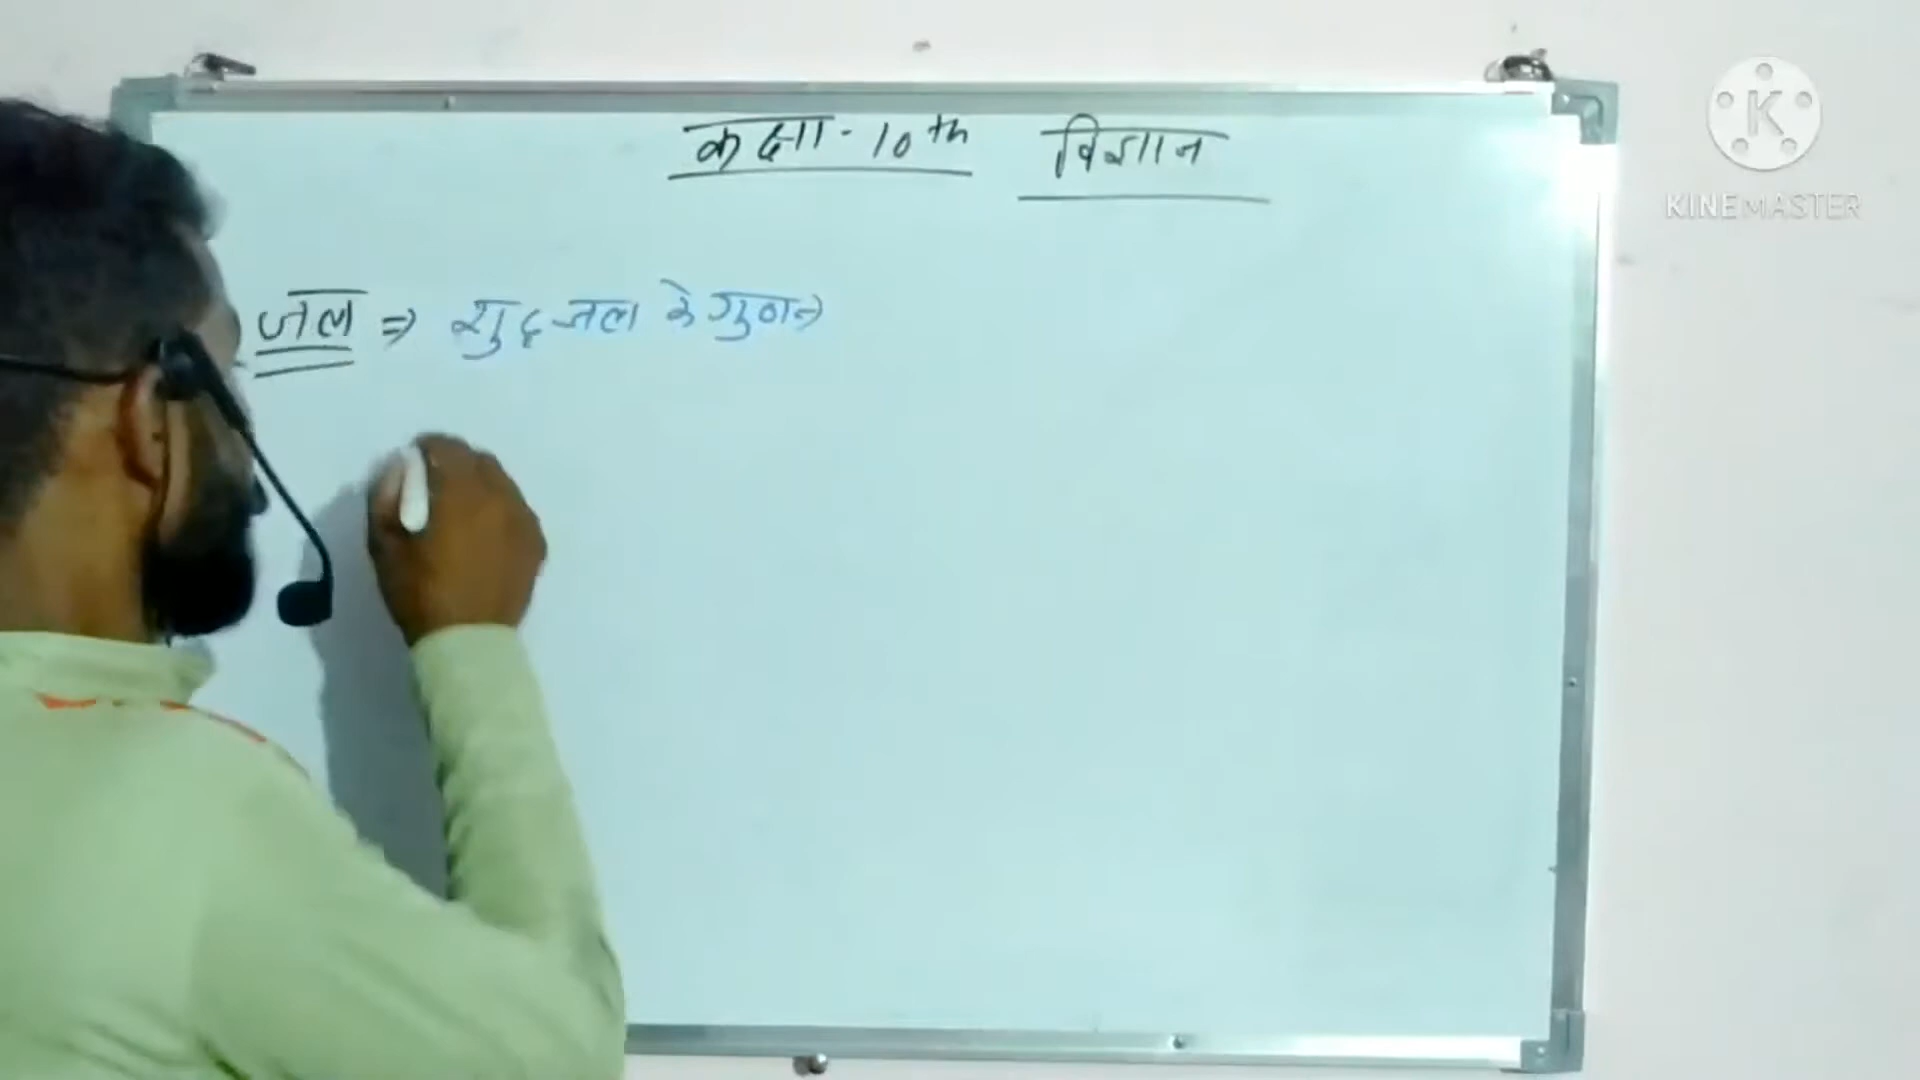 कक्षा - 10th विज्ञान
जल ⇒ शुद्ध जल के गुण ⇒
K
KINEMASTER